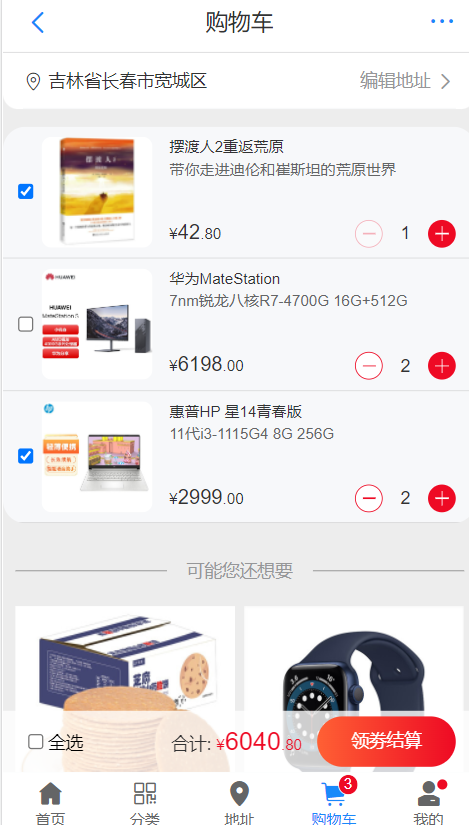 购物车
吉林省长春市宽城区
编辑地址
摆渡人2重返荒原
带你走进迪伦和崔斯坦的荒原世界
¥42.80
1
HUAWEI
HUAWEI
MateStation S
华为MateStation
7nm锐龙八核R7-4700G 16G+512G
¥6198.00
2
hp
惠普HP 星14青春版
11代i3-1115G4 8G 256G
¥2999.00
2
可能您还想要
全选
合计: ¥6040.80
领券结算
首页
分类
地址
3
购物车
我的